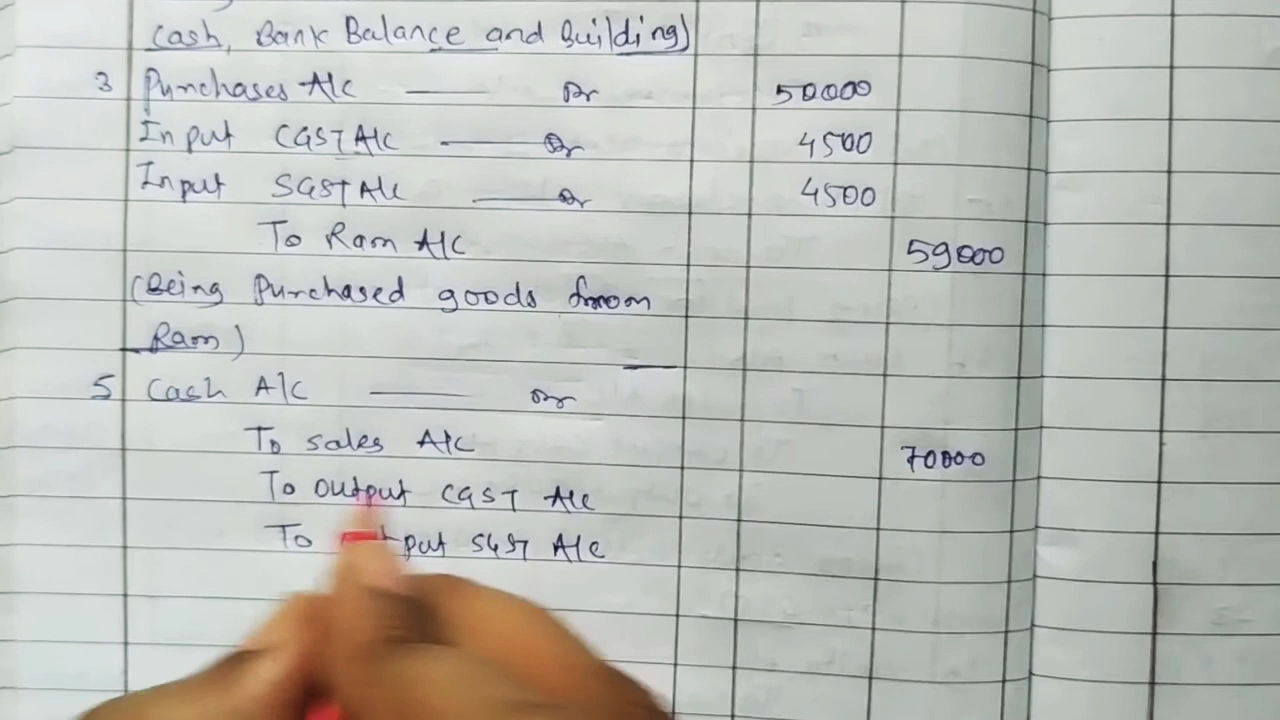 Cash, Bank Balance and Building)
3 Purchases A/C —— Dr 50000
Input CGST A/C —— Dr 4500
Input SGST A/C —— Dr 4500
To Ram A/C 59000
(Being Purchased goods from
Ram)
5 Cash A/C —— Dr
To sales A/C 70000
To output CGST A/C
To SGST A/C